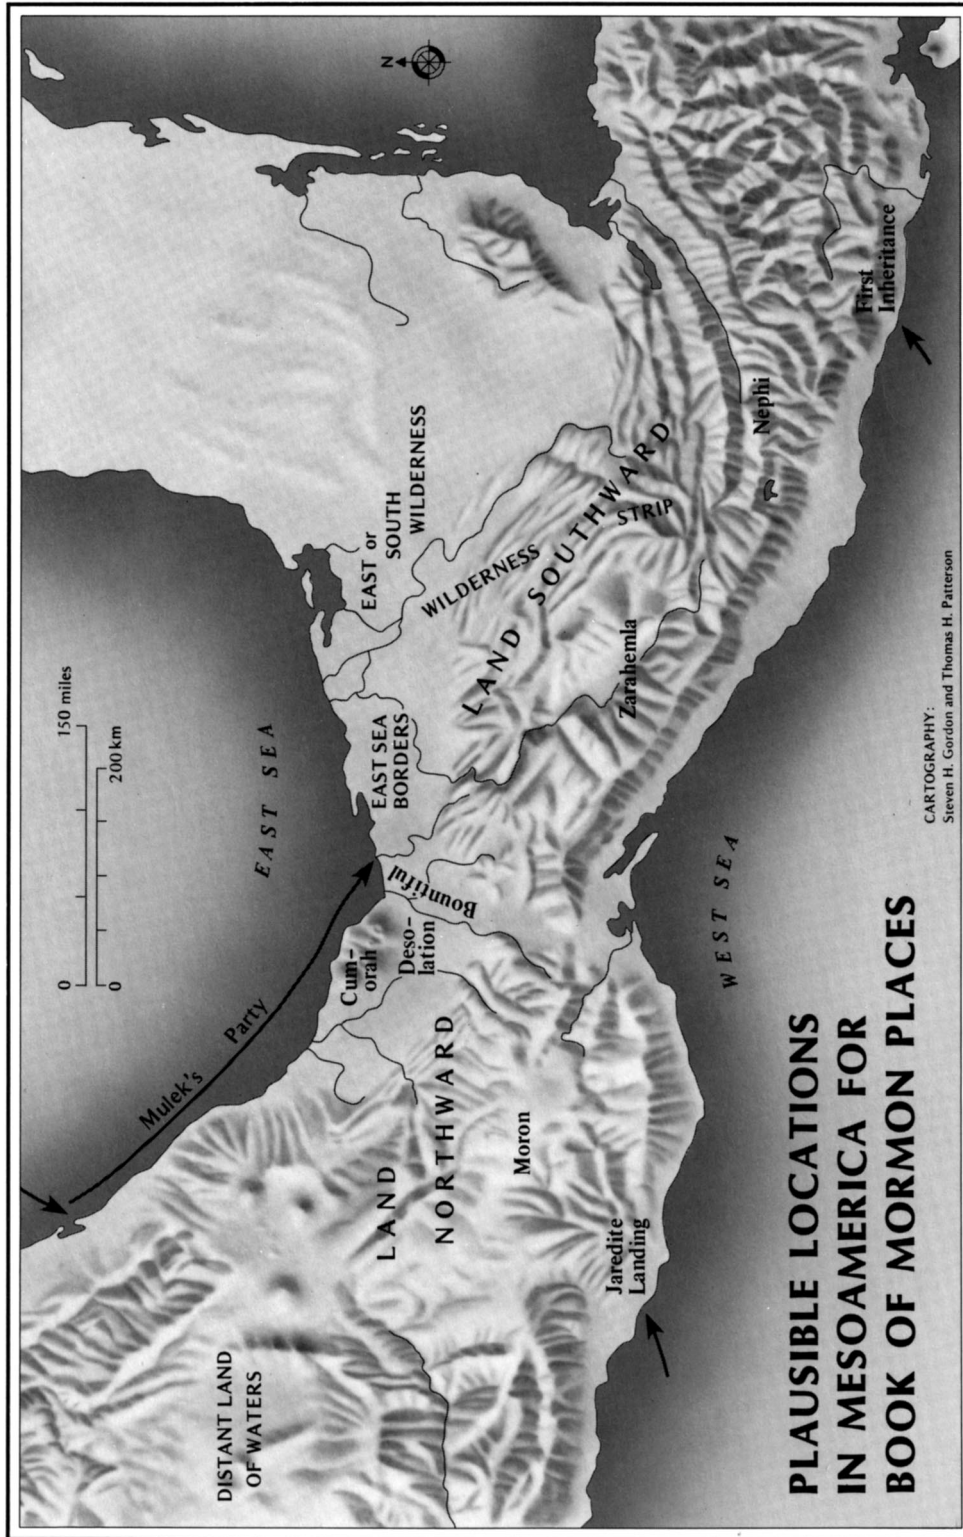 PLAUSIBLE LOCATIONS
IN MESOAMERICA FOR
BOOK OF MORMON PLACES
N
0 150 miles
0 200 km
EAST SEA
Mulek's Party
DISTANT LAND
OF WATERS
LAND
NORTHWARD
Moron
Jaredite
Landing
Cum-
orah
Deso-
lation
Bountiful
EAST SEA
BORDERS
EAST or
SOUTH
WILDERNESS
WILDERNESS
STRIP
LAND
SOUTHWARD
Zarahemla
Nephi
First
Inheritance
WEST SEA
CARTOGRAPHY:
Steven H. Gordon and Thomas H. Patterson